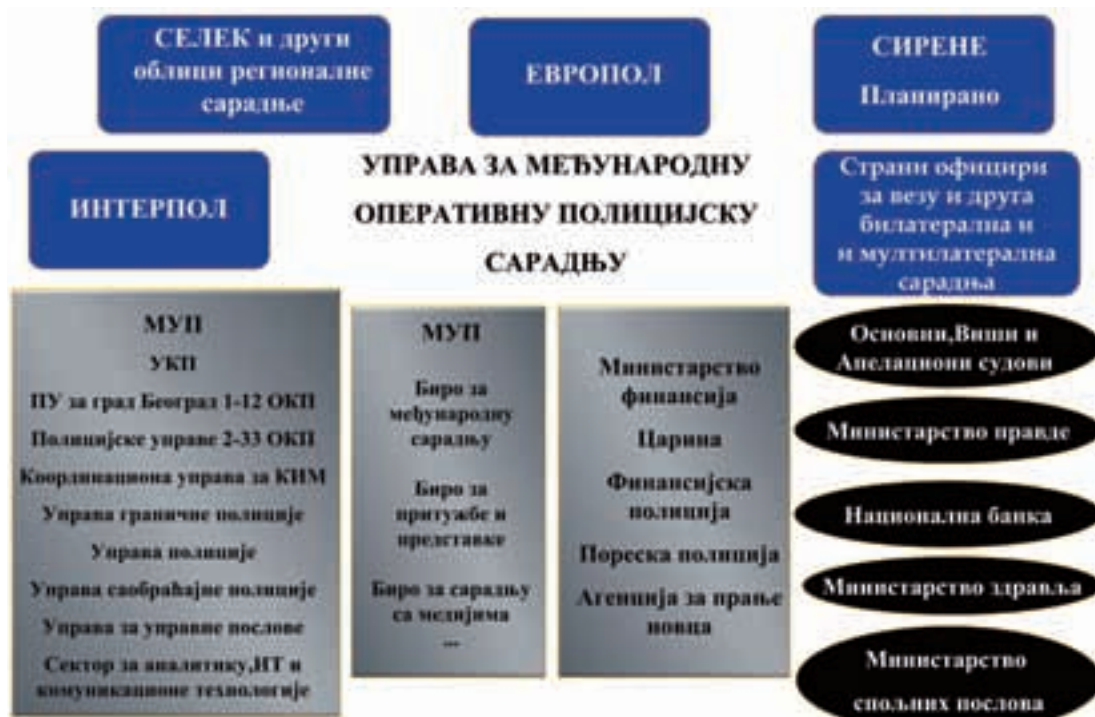 СЕЛЕК и други
облици регионалне
сарадње
ЕВРОПОЛ
СИРЕНЕ
Планирано
ИНТЕРПОЛ
УПРАВА ЗА МЕЂУНАРОДНУ
ОПЕРАТИВНУ ПОЛИЦИЈСКУ
САРАДЊУ
Страни официри
за везу и друга
билатерална и
и мултилатерална
сарадња
МУП
УКП
ПУ за град Београд 1-12 ОКП
Полицијске управе 2-33 ОКП
Координациона управа за КИМ
Управа граничне полиције
Управа полиције
Управа саобраћајне полиције
Управа за управне послове
Сектор за аналитику,ИТ и
комуникационе технологије
МУП
Биро за
међународну
сарадњу
Биро за
притужбе и
представке
Биро за сарадњу
са медијима
...
Министарство
финансија
Царина
Финансијска
полиција
Пореска полиција
Агенција за прање
новца
Основни,Виши и
Апелациони судови
Министарство правде
Национална банка
Министарство здравља
Министарство
спољних послова